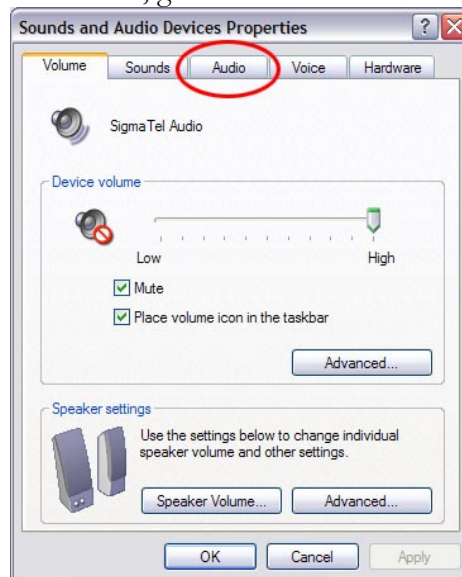 Sounds and Audio Devices Properties
Volume Sounds Audio Voice Hardware
SigmaTel Audio
Device volume
Low High
Mute
Place volume icon in the taskbar
Advanced...
Speaker settings
Use the settings below to change individual
speaker volume and other settings.
Speaker Volume... Advanced...
OK Cancel Apply